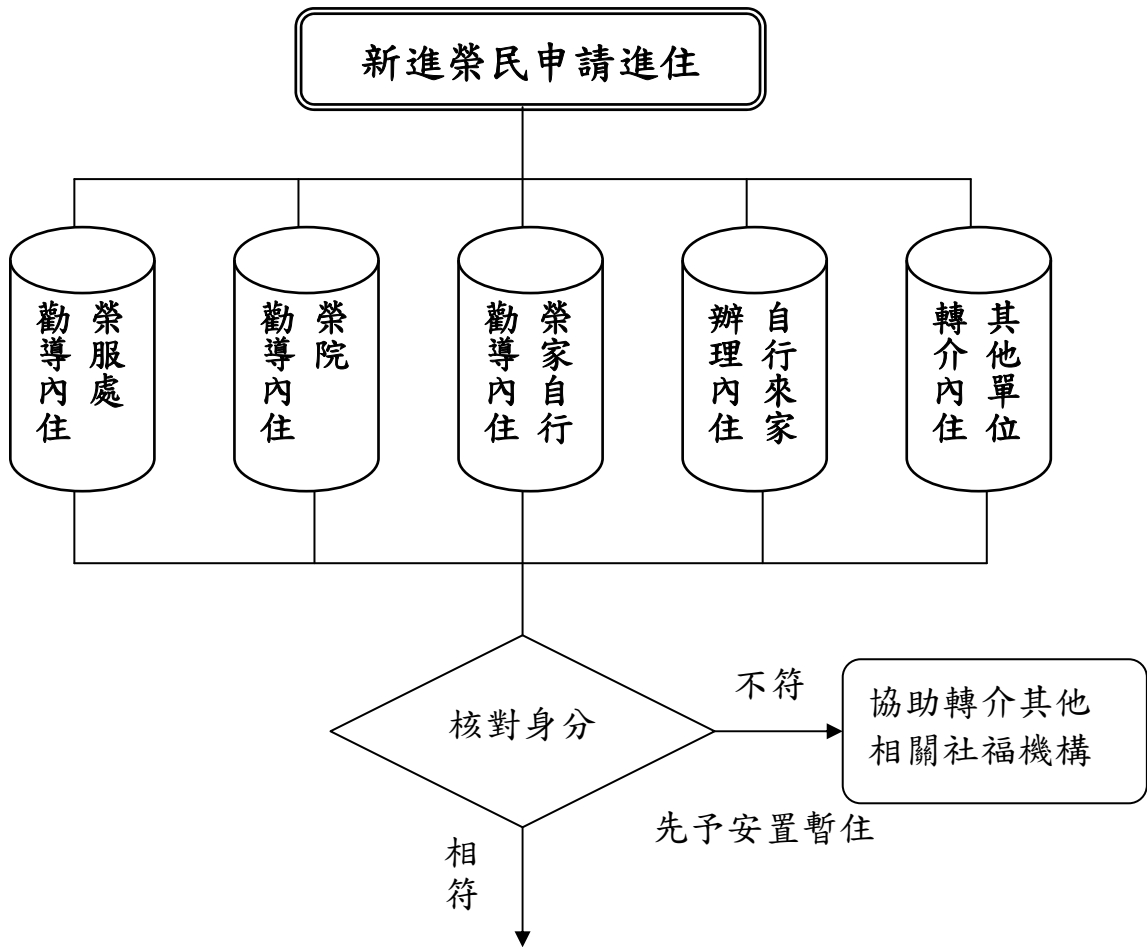 新進榮民申請進住
榮服處
勸導內住
榮院
勸導內住
榮家自行
勸導內住
自行來家
辦理內住
其他單位
轉介內住
核對身分
不符
協助轉介其他
相關社福機構
先予安置暫住
相符